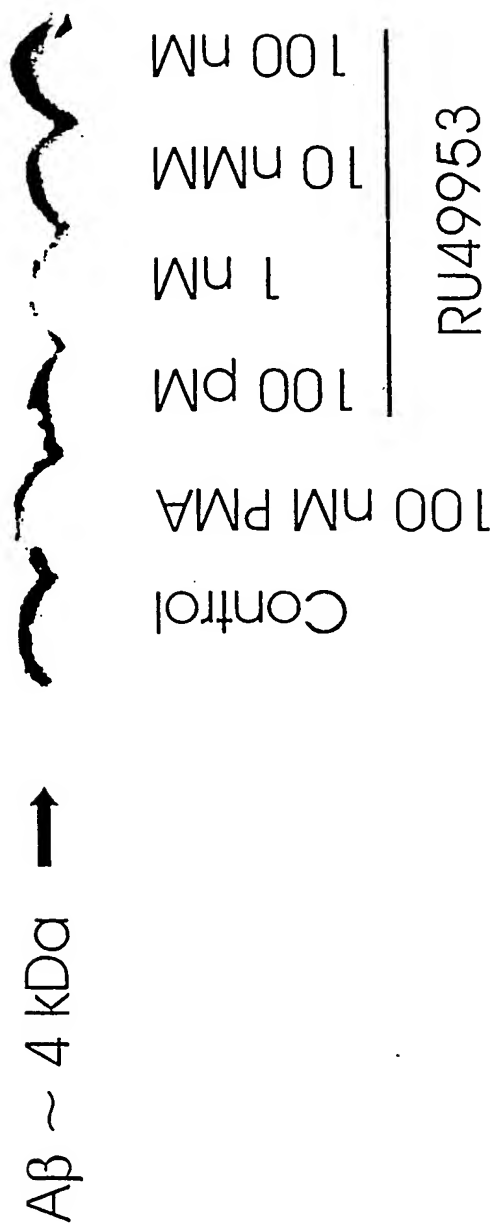 Aβ ~ 4 kDa
Control
100 nM PMA
100 pM
1 nM
10 nMM
100 nM
RU49953